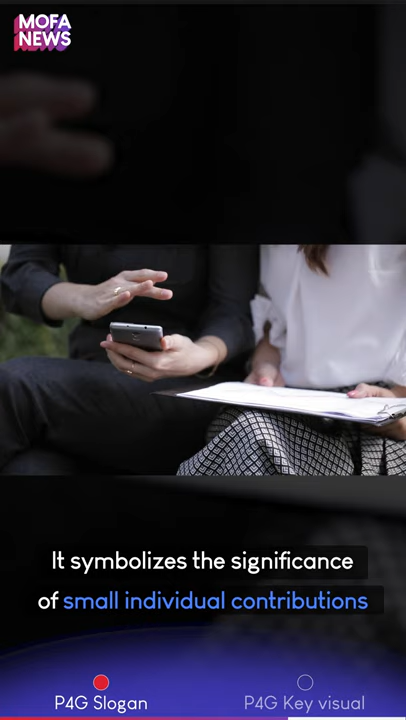 MOFA
NEWS
It symbolizes the significance
of small individual contributions
P4G Slogan
P4G Key visual